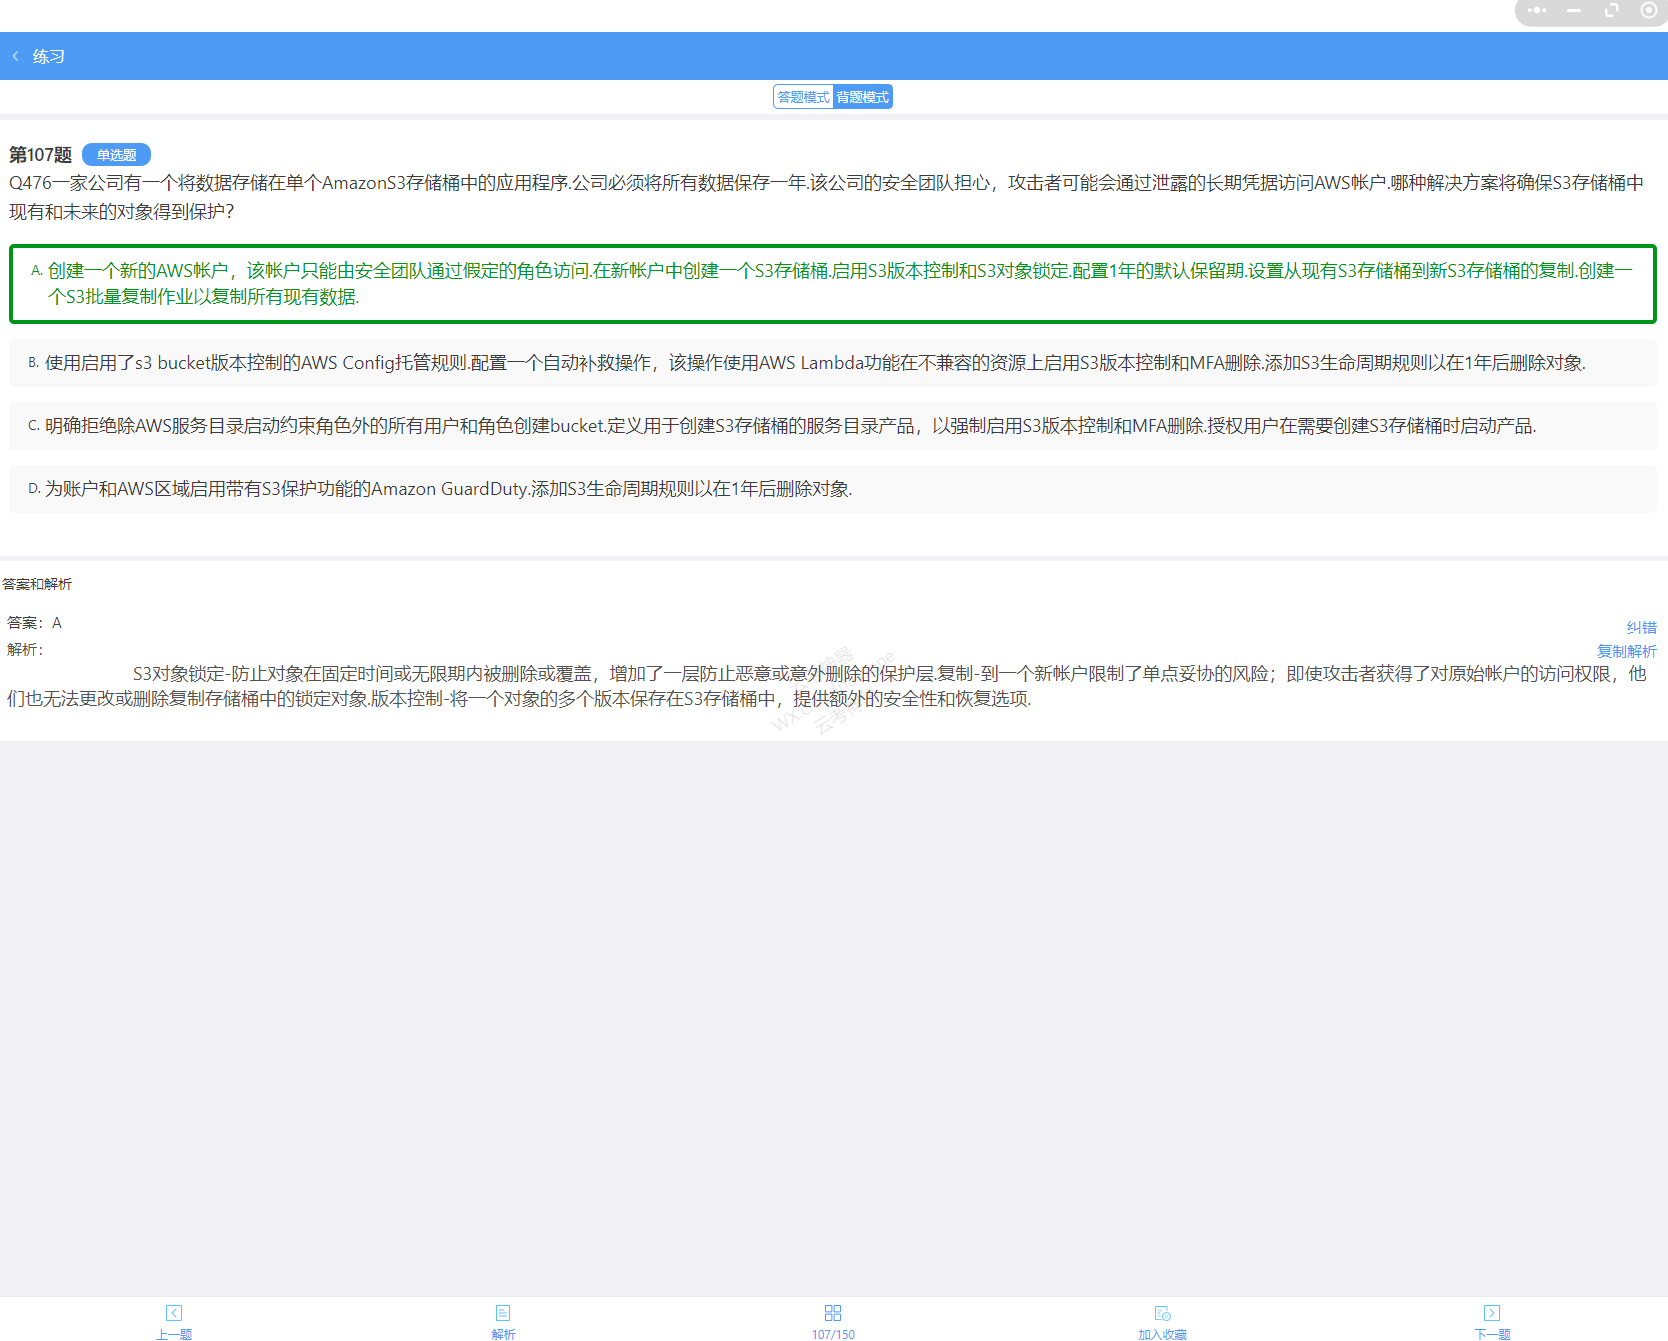 练习
答题模式 背题模式
第107题 单选题
Q476一家公司有一个将数据存储在单个AmazonS3存储桶中的应用程序.公司必须将所有数据保存一年.该公司的安全团队担心，攻击者可能会通过泄露的长期凭据访问AWS帐户.哪种解决方案将确保S3存储桶中
现有和未来的对象得到保护?
A. 创建一个新的AWS帐户，该帐户只能由安全团队通过假定的角色访问.在新帐户中创建一个S3存储桶.启用S3版本控制和S3对象锁定.配置1年的默认保留期.设置从现有S3存储桶到新S3存储桶的复制.创建一
个S3批量复制作业以复制所有现有数据.
B. 使用启用了s3 bucket版本控制的AWS Config托管规则.配置一个自动补救操作，该操作使用AWS Lambda功能在不兼容的资源上启用S3版本控制和MFA删除.添加S3生命周期规则以在1年后删除对象.
C. 明确拒绝除AWS服务目录启动约束角色外的所有用户和角色创建bucket.定义用于创建S3存储桶的服务目录产品，以强制启用S3版本控制和MFA删除.授权用户在需要创建S3存储桶时启动产品.
D. 为账户和AWS区域启用带有S3保护功能的Amazon GuardDuty.添加S3生命周期规则以在1年后删除对象.
答案和解析
答案：A
纠错
解析：
复制解析
S3对象锁定-防止对象在固定时间或无限期内被删除或覆盖，增加了一层防止恶意或意外删除的保护层.复制-到一个新帐户限制了单点妥协的风险；即使攻击者获得了对原始帐户的访问权限，他
们也无法更改或删除复制存储桶中的锁定对象.版本控制-将一个对象的多个版本保存在S3存储桶中，提供额外的安全性和恢复选项.
上一题 解析 107/150 加入收藏 下一题